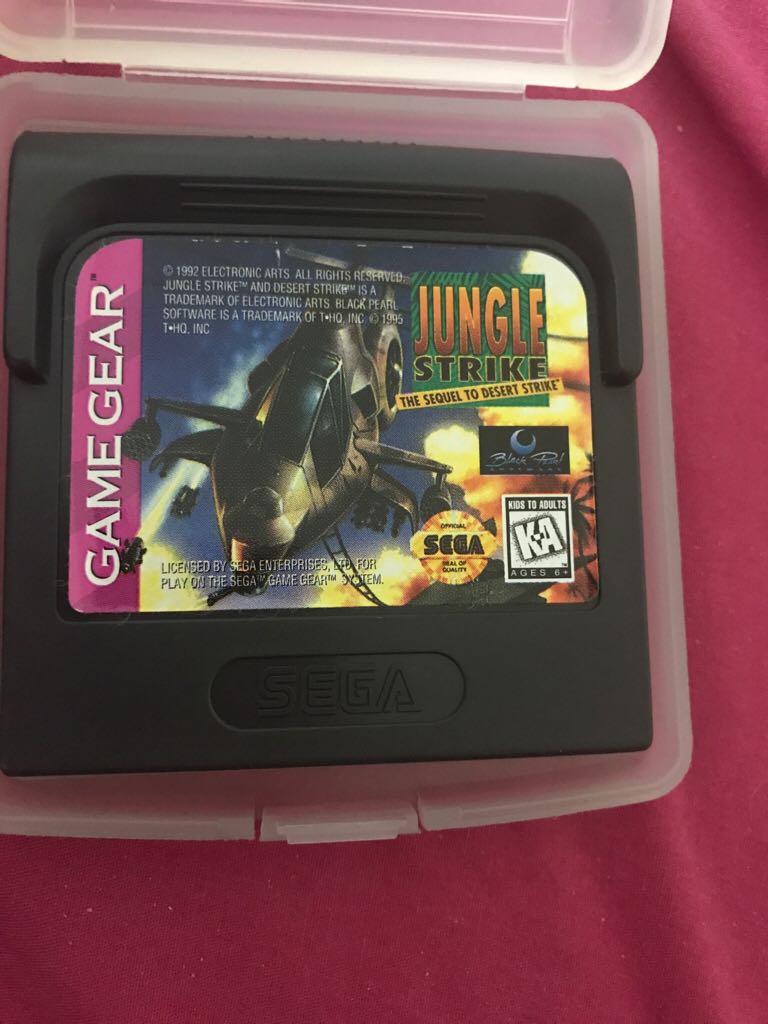 GAME GEAR™
© 1992 ELECTRONIC ARTS ALL RIGHTS RESERVED.
JUNGLE STRIKE™ AND DESERT STRIKE™ IS A
TRADEMARK OF ELECTRONIC ARTS BLACK PEARL
SOFTWARE IS A TRADEMARK OF T•HQ, INC © 1995
T•HQ, INC
JUNGLE
STRIKE
THE SEQUEL TO DESERT STRIKE™
Black Pearl
SOFTWARE
OFFICIAL
SEGA
SEAL OF
QUALITY
KIDS TO ADULTS
K-A
AGES 6+
LICENSED BY SEGA ENTERPRISES, LTD. FOR
PLAY ON THE SEGA™ GAME GEAR™ SYSTEM.
SEGA